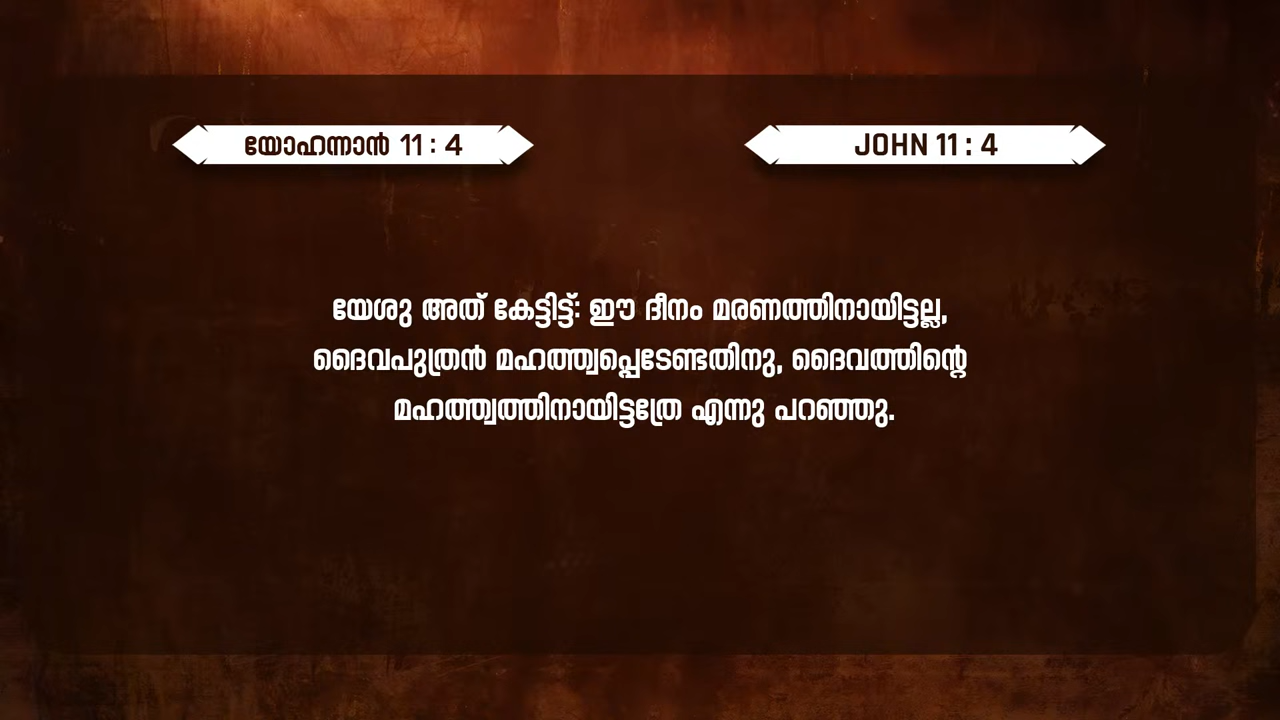 യോഹന്നാൻ 11 : 4
JOHN 11 : 4
യേശു അത് കേട്ടിട്ട്: ഈ ദീനം മരണത്തിനായിട്ടല്ല,
ദൈവപുത്രൻ മഹത്ത്വപ്പെടേണ്ടതിനു, ദൈവത്തിന്റെ
മഹത്ത്വത്തിനായിട്ടത്രേ എന്നു പറഞ്ഞു.